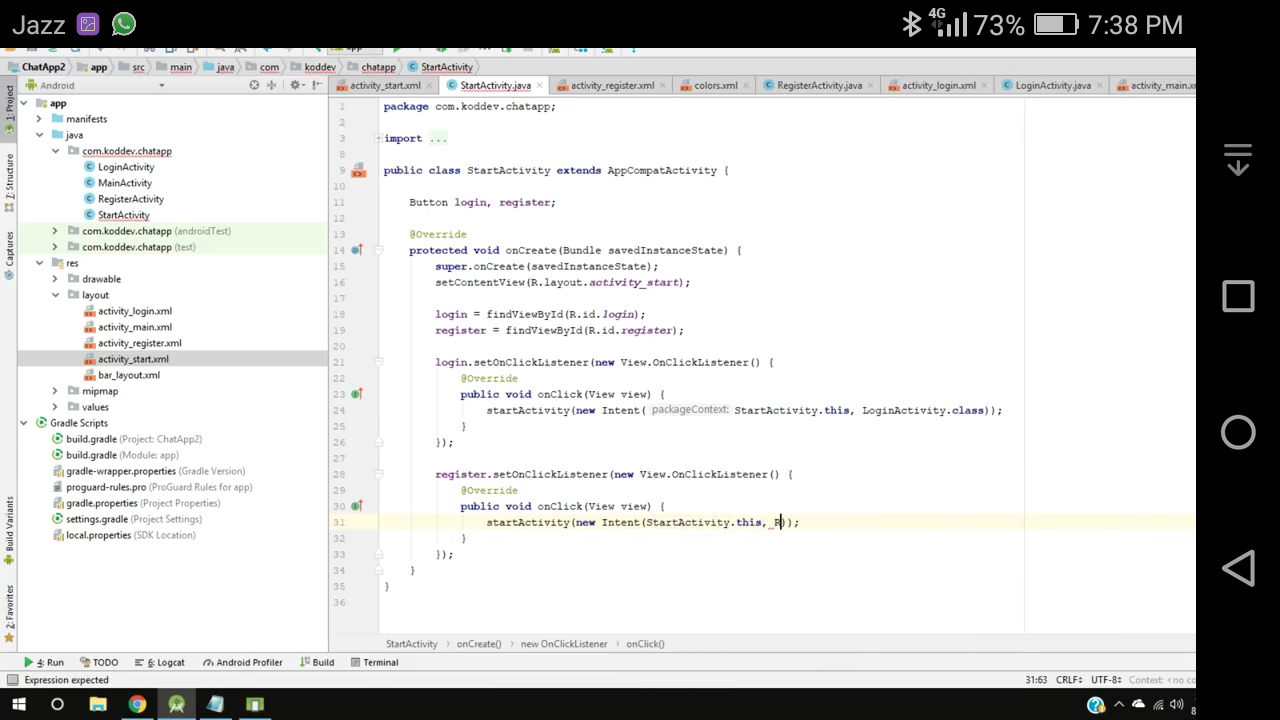 Jazz 4G 73% 7:38 PM
ChatApp2 app src main java com koddev chatapp StartActivity
Android
activity_start.xml StartActivity.java activity_register.xml colors.xml RegisterActivity.java activity_login.xml LoginActivity.java activity_main.xm
1: Project
7: Structure
Captures
Build Variants
2: Favorites
app
manifests
java
com.koddev.chatapp
LoginActivity
MainActivity
RegisterActivity
StartActivity
com.koddev.chatapp (androidTest)
com.koddev.chatapp (test)
res
drawable
layout
activity_login.xml
activity_main.xml
activity_register.xml
activity_start.xml
bar_layout.xml
mipmap
values
Gradle Scripts
build.gradle (Project: ChatApp2)
build.gradle (Module: app)
gradle-wrapper.properties (Gradle Version)
proguard-rules.pro (ProGuard Rules for app)
gradle.properties (Project Properties)
settings.gradle (Project Settings)
local.properties (SDK Location)
1 package com.koddev.chatapp;
2
3 import ...
8
9 public class StartActivity extends AppCompatActivity {
10
11 Button login, register;
12
13 @Override
14 protected void onCreate(Bundle savedInstanceState) {
15 super.onCreate(savedInstanceState);
16 setContentView(R.layout.activity_start);
17
18 login = findViewById(R.id.login);
19 register = findViewById(R.id.register);
20
21 login.setOnClickListener(new View.OnClickListener() {
22 @Override
23 public void onClick(View view) {
24 startActivity(new Intent( packageContext: StartActivity.this, LoginActivity.class));
25 }
26 });
27
28 register.setOnClickListener(new View.OnClickListener() {
29 @Override
30 public void onClick(View view) {
31 startActivity(new Intent(StartActivity.this, R));
32 }
33 });
34 }
35 }
36
StartActivity onCreate() new OnClickListener onClick()
4: Run TODO 6: Logcat Android Profiler Build Terminal
Expression expected 31:63 CRLF UTF-8 Context: <no co